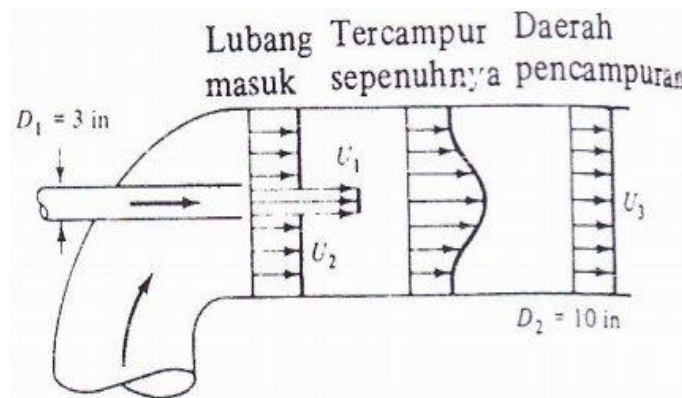 Lubang Tercampur Daerah
masuk sepenuhnya pencampuran
D₁ = 3 in
U₁
U₂
U₃
D₂ = 10 in